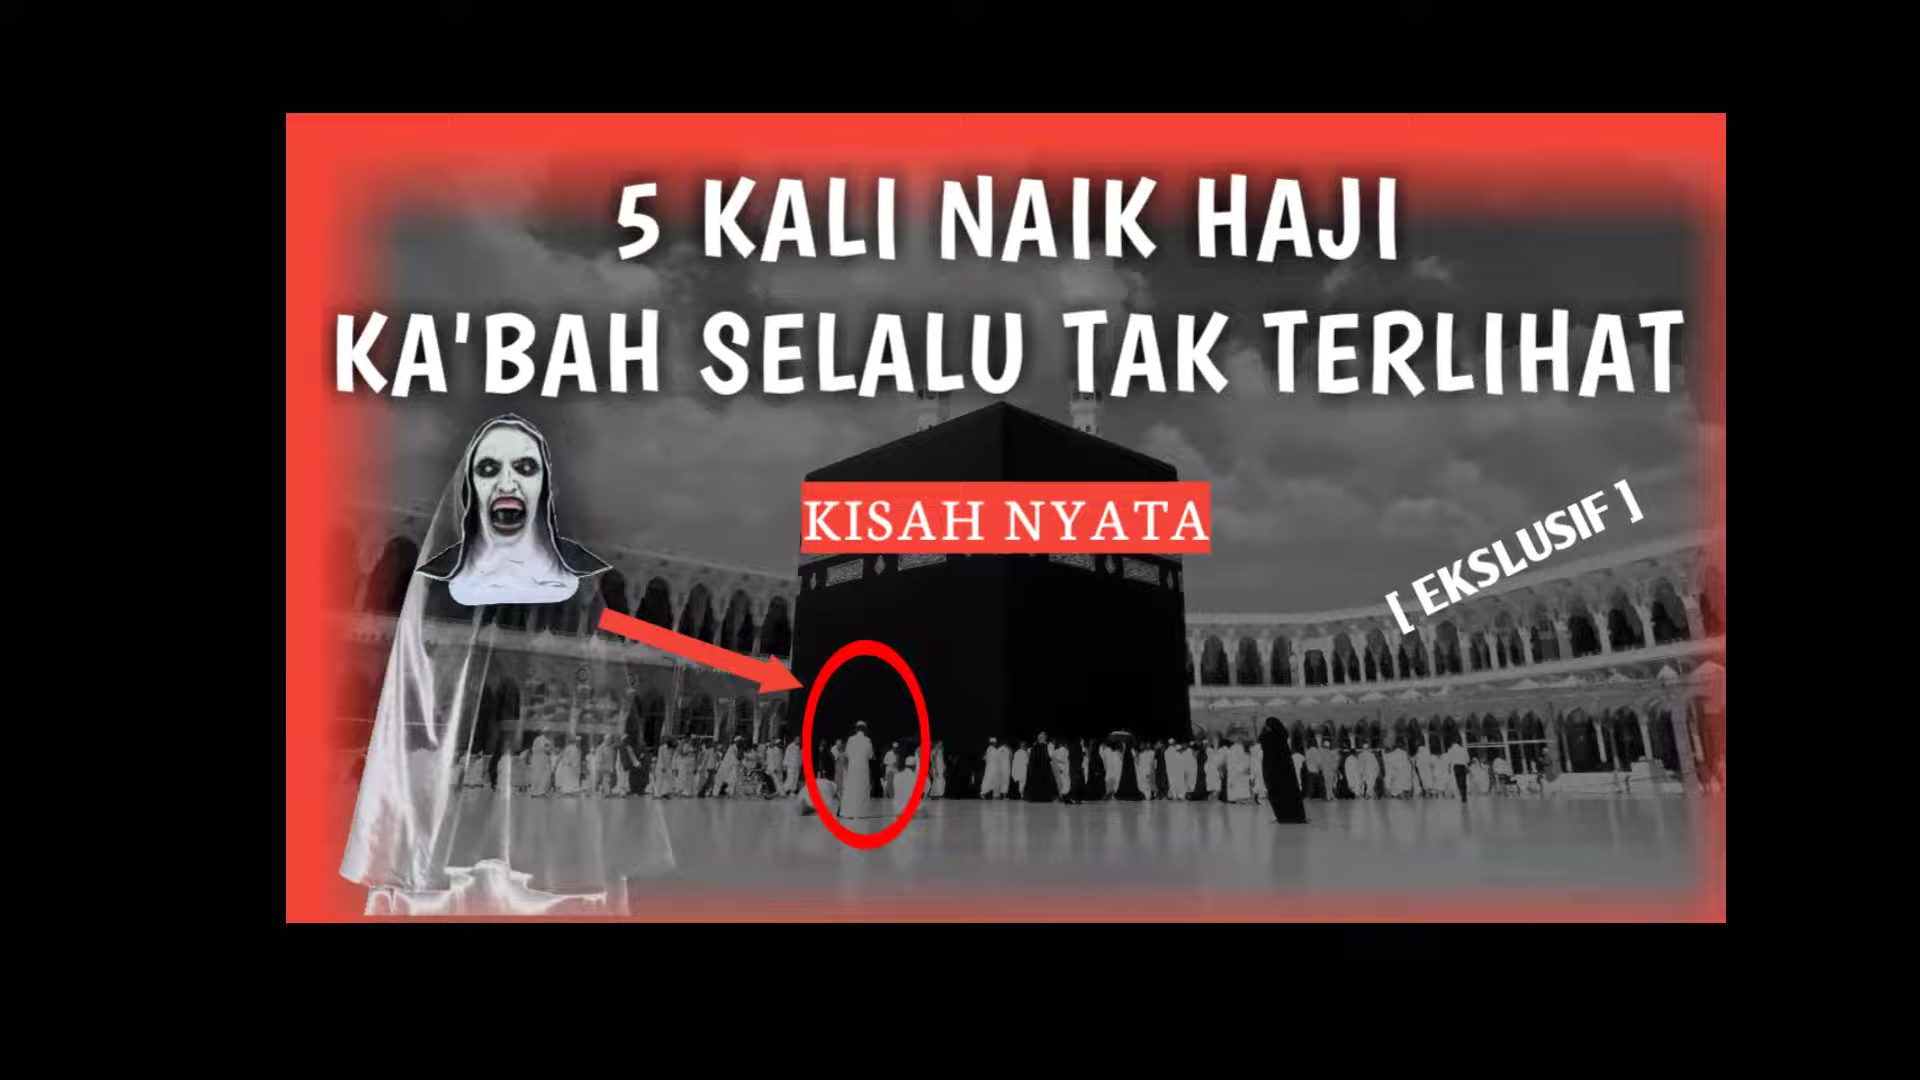 5 KALI NAIK HAJI
KA'BAH SELALU TAK TERLIHAT
KISAH NYATA
[ EKSLUSIF ]